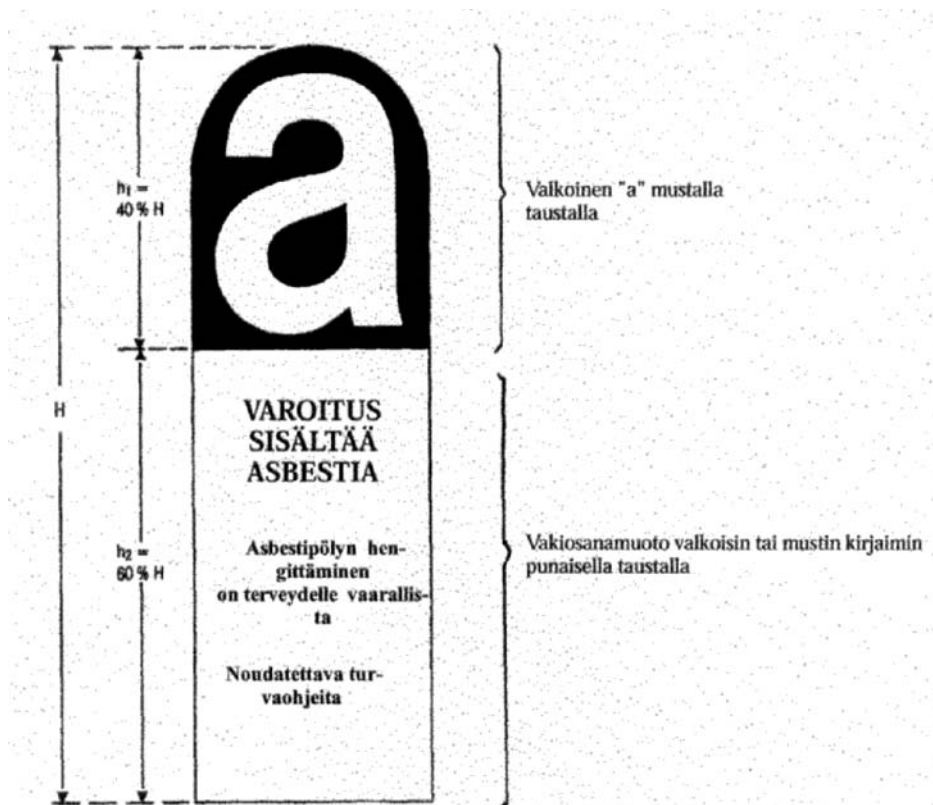 a
h₁ =
40 % H
Valkoinen "a" mustalla
taustalla
H
VAROITUS
SISÄLTÄÄ
ASBESTIA
h₂ =
60 % H
Asbestipölyn hen-
gittäminen
on terveydelle vaarallis-
ta
Noudatettava tur-
vaohjeita
Vakiosanamuoto valkoisin tai mustin kirjaimin
punaisella taustalla